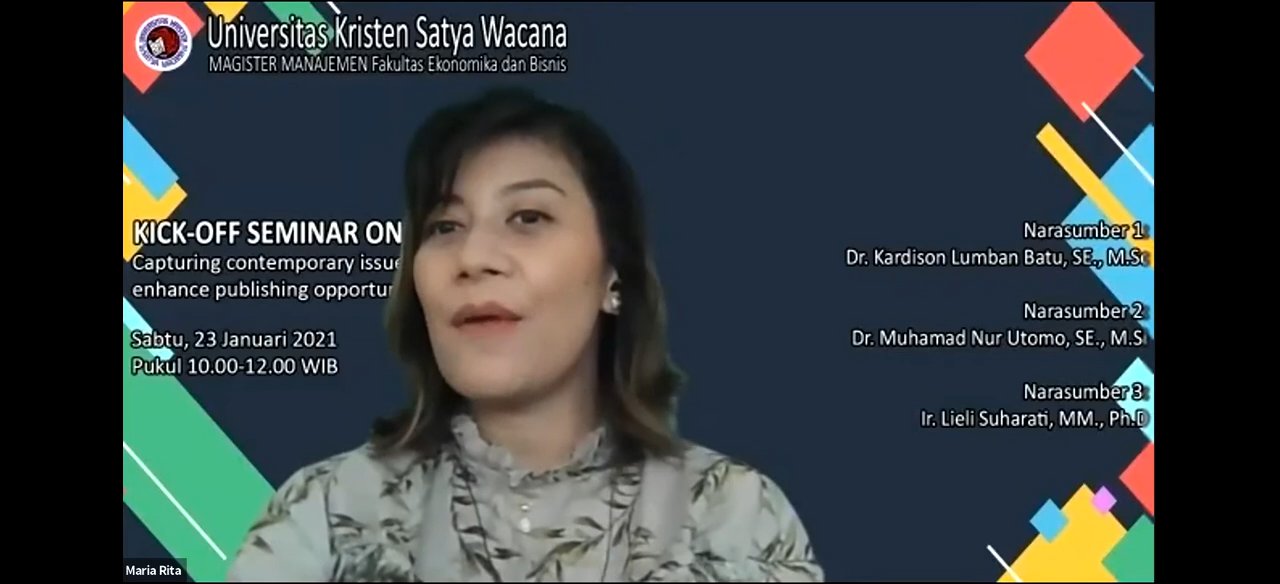 Universitas Kristen Satya Wacana
MAGISTER MANAJEMEN Fakultas Ekonomika dan Bisnis
KICK-OFF SEMINAR ON
Capturing contemporary issue
enhance publishing opportu
Sabtu, 23 Januari 2021
Pukul 10.00-12.00 WIB
Narasumber 1
Dr. Kardison Lumban Batu, SE., M.Sc
Narasumber 2
Dr. Muhamad Nur Utomo, SE., M.S
Narasumber 3
Ir. Lieli Suharati, MM., Ph.D
Maria Rita